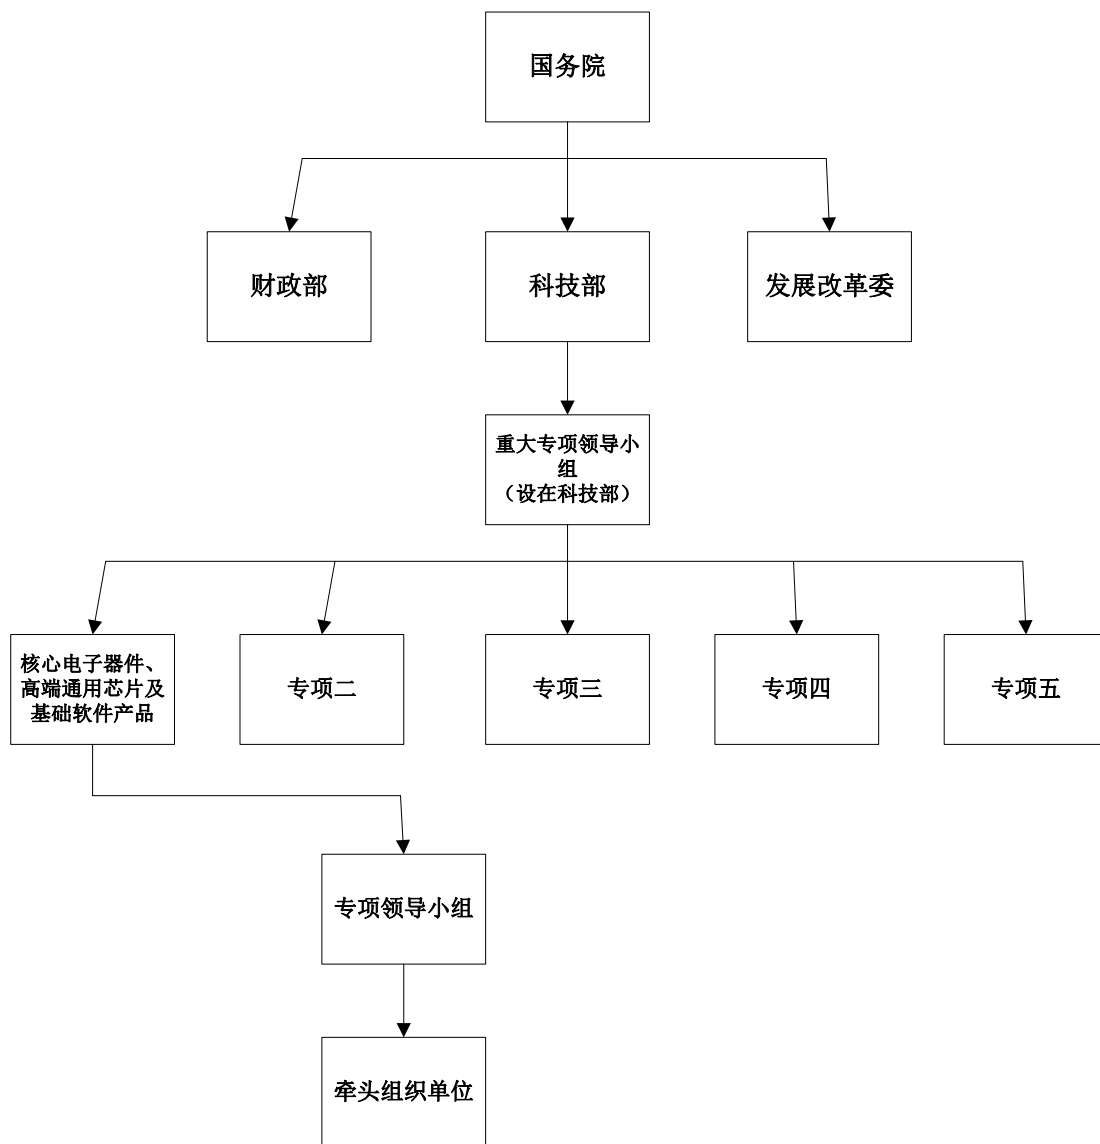 国务院
财政部
科技部
发展改革委
重大专项领导小
组
（设在科技部）
核心电子器件、
高端通用芯片及
基础软件产品
专项二
专项三
专项四
专项五
专项领导小组
牵头组织单位